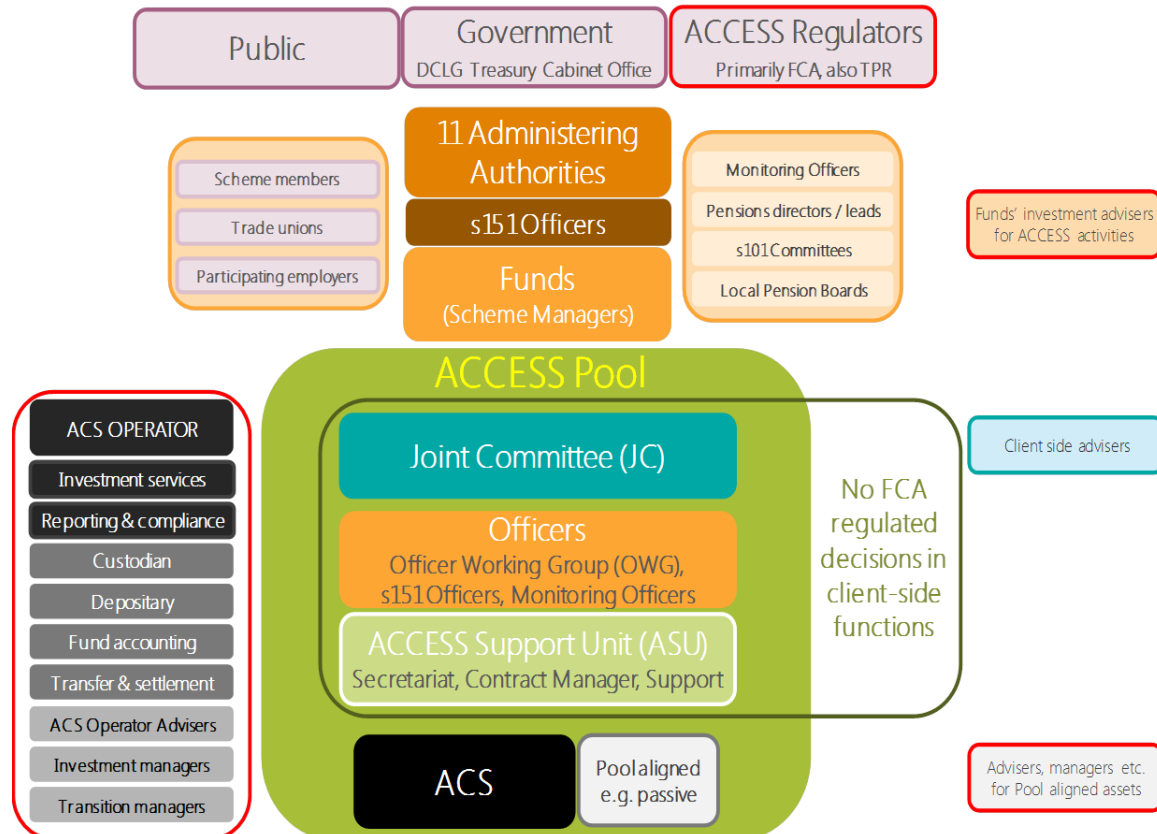 Public
Government
DCLG Treasury Cabinet Office
ACCESS Regulators
Primarily FCA, also TPR
11 Administering
Authorities
s151 Officers
Funds
(Scheme Managers)
Scheme members
Trade unions
Participating employers
Monitoring Officers
Pensions directors / leads
s101 Committees
Local Pension Boards
Funds' investment advisers
for ACCESS activities
ACCESS Pool
Joint Committee (JC)
Officers
Officer Working Group (OWG),
s151 Officers, Monitoring Officers
ACCESS Support Unit (ASU)
Secretariat, Contract Manager, Support
No FCA
regulated
decisions in
client-side
functions
Client side advisers
ACS OPERATOR
Investment services
Reporting & compliance
Custodian
Depositary
Fund accounting
Transfer & settlement
ACS Operator Advisers
Investment managers
Transition managers
ACS
Pool aligned
e.g. passive
Advisers, managers etc.
for Pool aligned assets